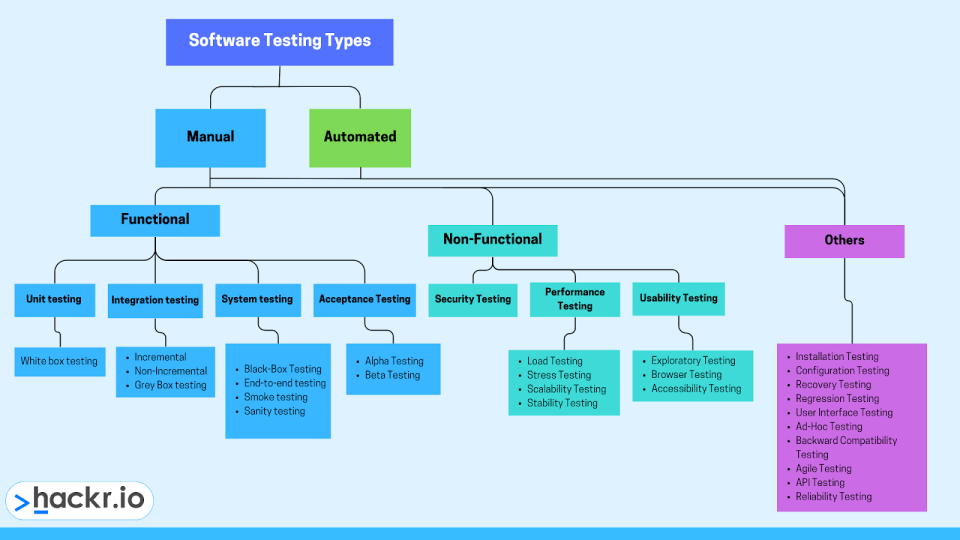 Software Testing Types
Manual
Automated
Functional
Non-Functional
Others
Unit testing
Integration testing
System testing
Acceptance Testing
Security Testing
Performance
Testing
Usability Testing
White box testing
• Incremental
• Non-Incremental
• Grey Box testing
• Black-Box Testing
• End-to-end testing
• Smoke testing
• Sanity testing
• Alpha Testing
• Beta Testing
• Load Testing
• Stress Testing
• Scalability Testing
• Stability Testing
• Exploratory Testing
• Browser Testing
• Accessibility Testing
• Installation Testing
• Configuration Testing
• Recovery Testing
• Regression Testing
• User Interface Testing
• Ad-Hoc Testing
• Backward Compatibility
Testing
• Agile Testing
• API Testing
• Reliability Testing
hackr.io